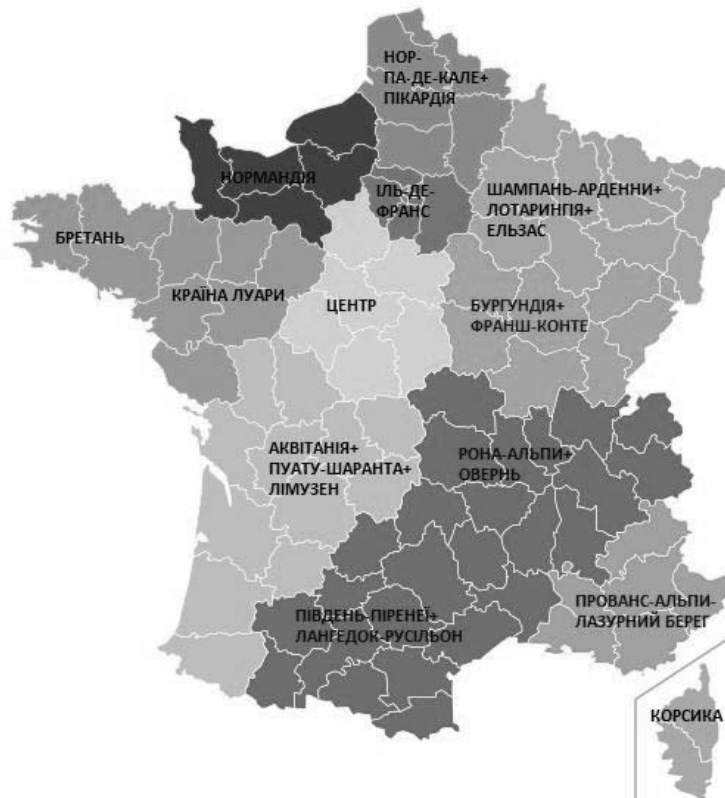 НОР-
ПА-ДЕ-КАЛЕ+
ПІКАРДІЯ
НОРМАНДІЯ
ІЛЬ-ДЕ-
ФРАНС
ШАМПАНЬ-АРДЕННИ+
ЛОТАРИНГІЯ+
ЕЛЬЗАС
БРЕТАНЬ
КРАЇНА ЛУАРИ
ЦЕНТР
БУРГУНДІЯ+
ФРАНШ-КОНТЕ
АКВІТАНІЯ+
ПУАТУ-ШАРАНТА+
ЛІМУЗЕН
РОНА-АЛЬПИ+
ОВЕРНЬ
ПІВДЕНЬ-ПІРЕНЕЇ+
ЛАНГЕДОК-РУСІЛЬОН
ПРОВАНС-АЛЬПИ-
ЛАЗУРНИЙ БЕРЕГ
КОРСИКА